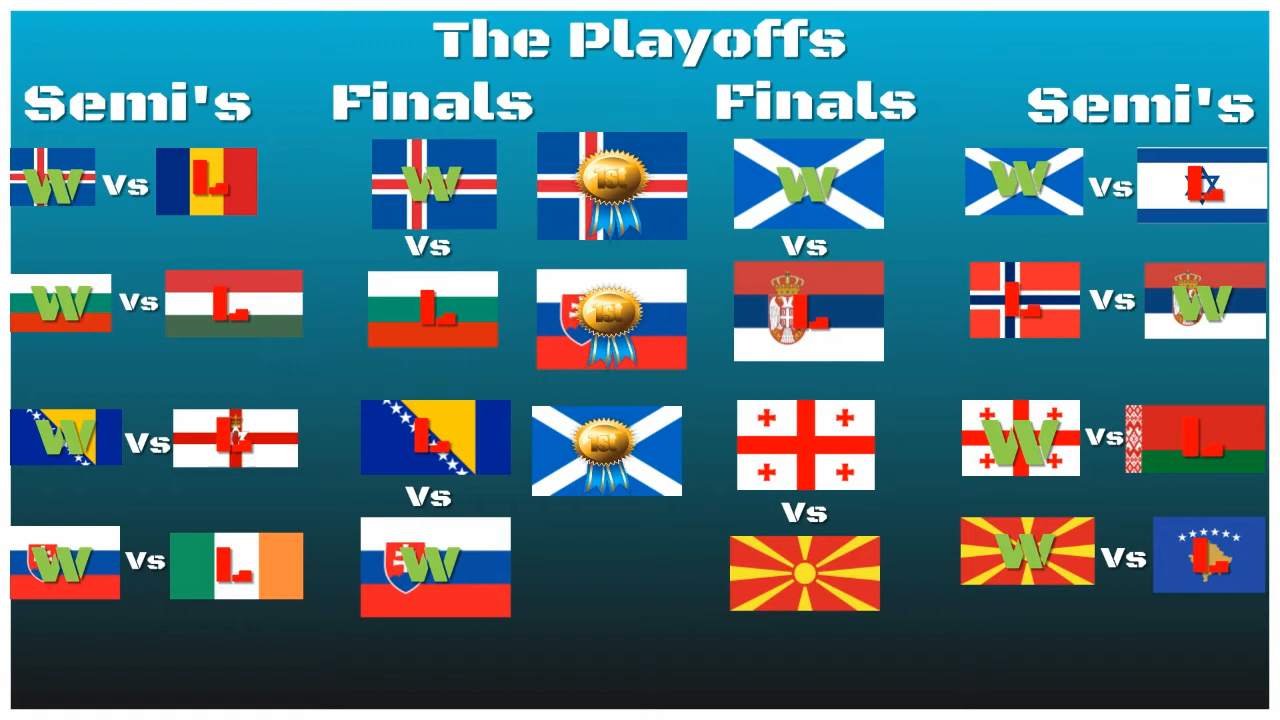 The Playoffs
Semi's Finals Finals Semi's
W Vs L W 1st W W Vs L
Vs Vs
W Vs L L 1st L L Vs W
W Vs L L 1st W Vs L
Vs Vs
W Vs L W W Vs L